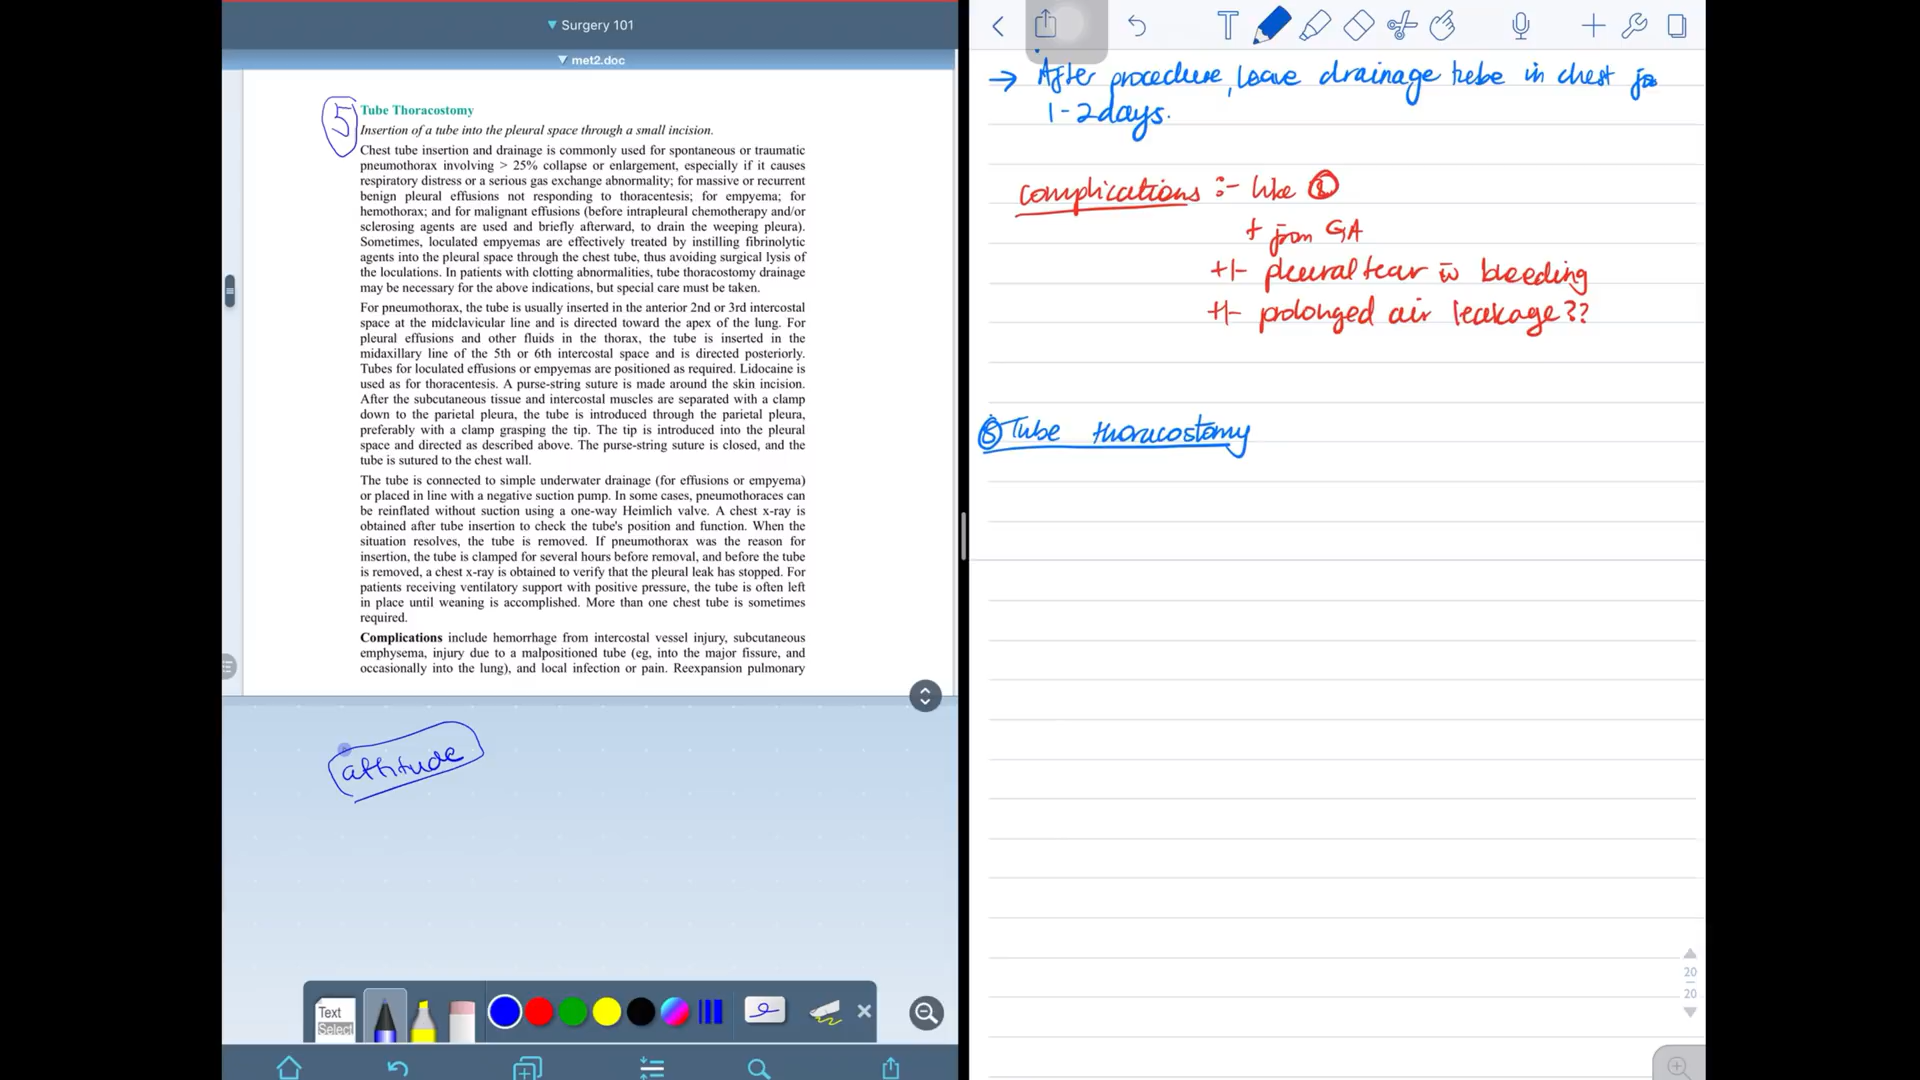 Surgery 101
met2.doc
5
Tube Thoracostomy
Insertion of a tube into the pleural space through a small incision.
Chest tube insertion and drainage is commonly used for spontaneous or traumatic
pneumothorax involving > 25% collapse or enlargement, especially if it causes
respiratory distress or a serious gas exchange abnormality; for massive or recurrent
benign pleural effusions not responding to thoracentesis; for empyema; for
hemothorax; and for malignant effusions (before intrapleural chemotherapy and/or
sclerosing agents are used and briefly afterward, to drain the weeping pleura).
Sometimes, loculated empyemas are effectively treated by instilling fibrinolytic
agents into the pleural space through the chest tube, thus avoiding surgical lysis of
the loculations. In patients with clotting abnormalities, tube thoracostomy drainage
may be necessary for the above indications, but special care must be taken.
For pneumothorax, the tube is usually inserted in the anterior 2nd or 3rd intercostal
space at the midclavicular line and is directed toward the apex of the lung. For
pleural effusions and other fluids in the thorax, the tube is inserted in the
midaxillary line of the 5th or 6th intercostal space and is directed posteriorly.
Tubes for loculated effusions or empyemas are positioned as required. Lidocaine is
used as for thoracentesis. A purse-string suture is made around the skin incision.
After the subcutaneous tissue and intercostal muscles are separated with a clamp
down to the parietal pleura, the tube is introduced through the parietal pleura,
preferably with a clamp grasping the tip. The tip is introduced into the pleural
space and directed as described above. The purse-string suture is closed, and the
tube is sutured to the chest wall.
The tube is connected to simple underwater drainage (for effusions or empyema)
or placed in line with a negative suction pump. In some cases, pneumothoraces can
be reinflated without suction using a one-way Heimlich valve. A chest x-ray is
obtained after tube insertion to check the tube's position and function. When the
situation resolves, the tube is removed. If pneumothorax was the reason for
insertion, the tube is clamped for several hours before removal, and before the tube
is removed, a chest x-ray is obtained to verify that the pleural leak has stopped. For
patients receiving ventilatory support with positive pressure, the tube is often left
in place until weaning is accomplished. More than one chest tube is sometimes
required.
Complications include hemorrhage from intercostal vessel injury, subcutaneous
emphysema, injury due to a malpositioned tube (eg, into the major fissure, and
occasionally into the lung), and local infection or pain. Reexpansion pulmonary
attitude
Text
Select
T
→ After procedure, leave drainage tube in chest for
1-2 days.
complications :- like
+ from GA
+/- pleural tear w bleeding
+/- prolonged air leakage??
5 Tube thoracostomy
20
20